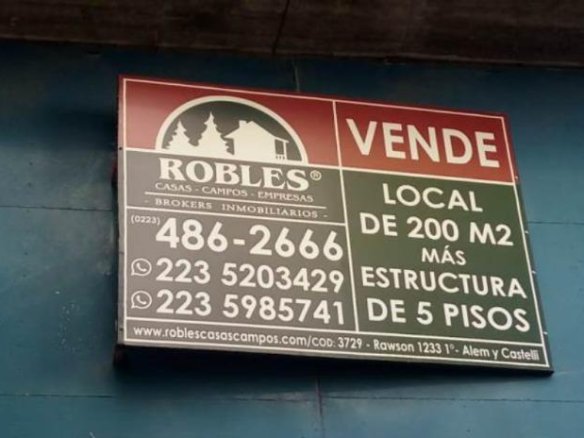 ROBLES®
CASAS - CAMPOS - EMPRESAS
- BROKERS INMOBILIARIOS -
(0223)
486-2666
223 5203429
223 5985741
VENDE
LOCAL
DE 200 M2
MÁS
ESTRUCTURA
DE 5 PISOS
www.roblescasascampos.com/COD: 3729 - Rawson 1233 1º- Alem y Castelli